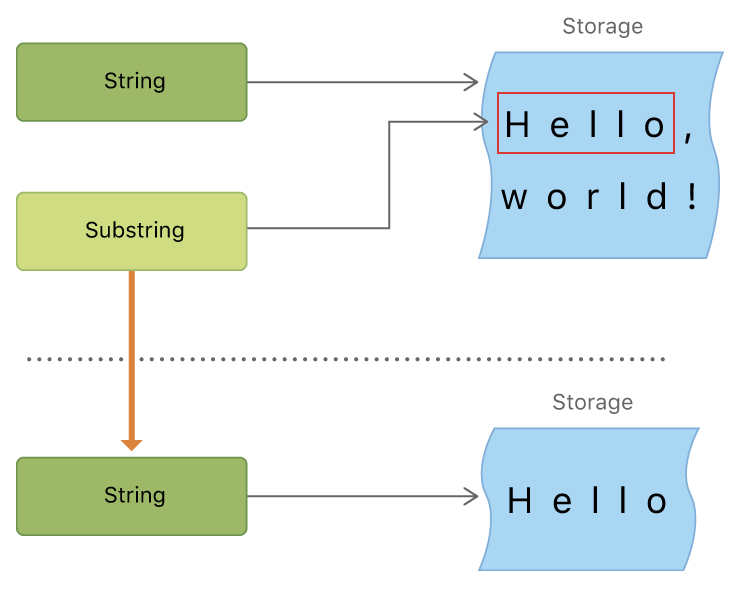 Storage
String
H e l l o ,
w o r l d !
Substring
Storage
String
H e l l o